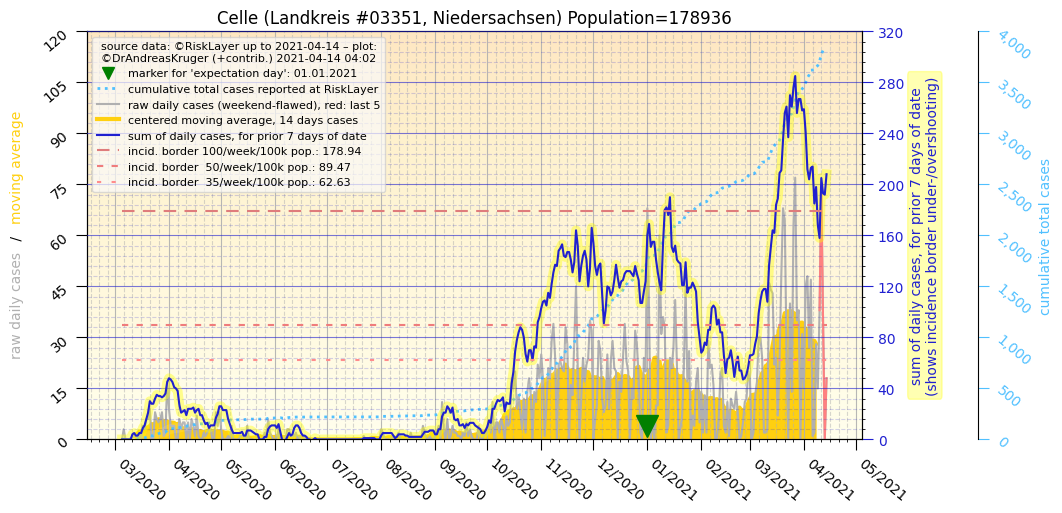 Celle (Landkreis #03351, Niedersachsen) Population=178936
source data: ©RiskLayer up to 2021-04-14 – plot:
©DrAndreasKruger (+contrib.) 2021-04-14 04:02
marker for 'expectation day': 01.01.2021
cumulative total cases reported at RiskLayer
raw daily cases (weekend-flawed), red: last 5
centered moving average, 14 days cases
sum of daily cases, for prior 7 days of date
incid. border 100/week/100k pop.: 178.94
incid. border  50/week/100k pop.: 89.47
incid. border  35/week/100k pop.: 62.63
raw daily cases  /  moving average
120
105
90
75
60
45
30
15
0
03/2020
04/2020
05/2020
06/2020
07/2020
08/2020
09/2020
10/2020
11/2020
12/2020
01/2021
02/2021
03/2021
04/2021
05/2021
320
280
240
200
160
120
80
40
0
sum of daily cases, for prior 7 days of date
(shows incidence border under-/overshooting)
4,000
3,500
3,000
2,500
2,000
1,500
1,000
500
0
cumulative total cases